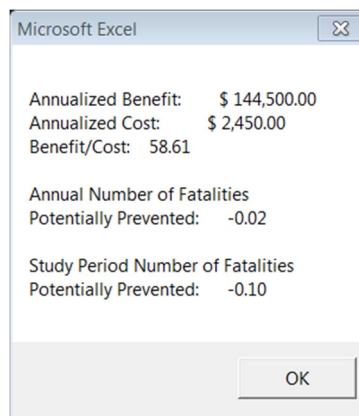 Microsoft Excel
Annualized Benefit: $ 144,500.00
Annualized Cost: $ 2,450.00
Benefit/Cost: 58.61
Annual Number of Fatalities
Potentially Prevented: -0.02
Study Period Number of Fatalities
Potentially Prevented: -0.10
OK